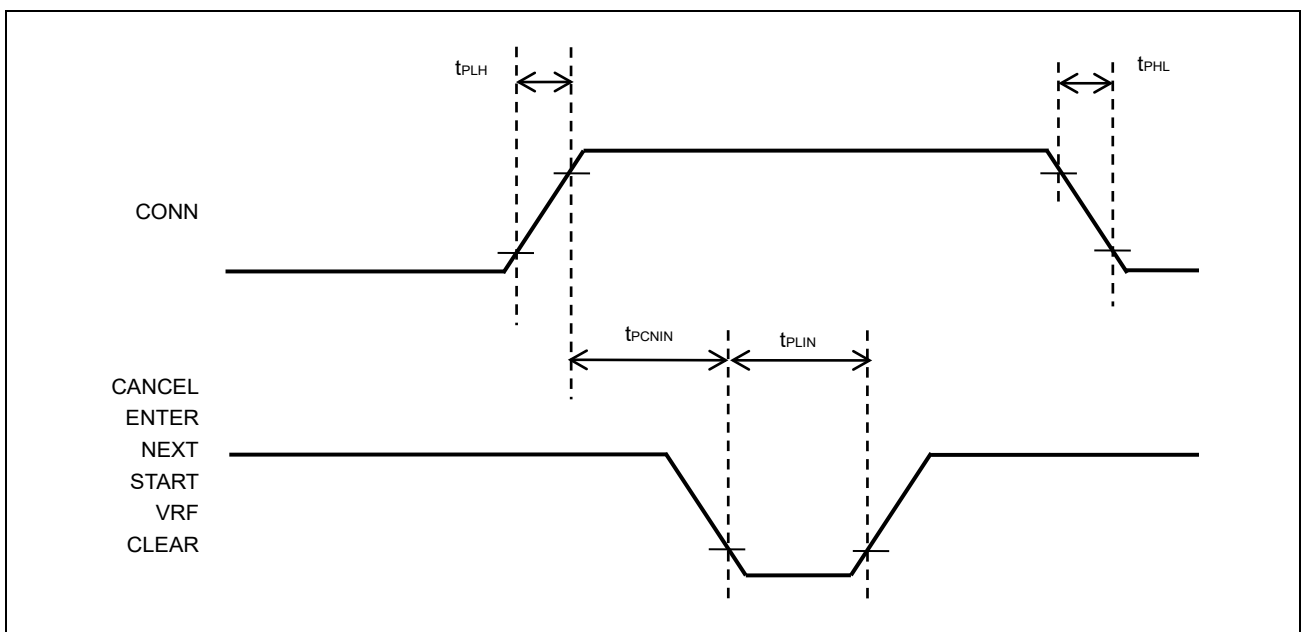 tPLH
tPHL
CONN
tPCNIN
tPLIN
CANCEL
ENTER
NEXT
START
VRF
CLEAR